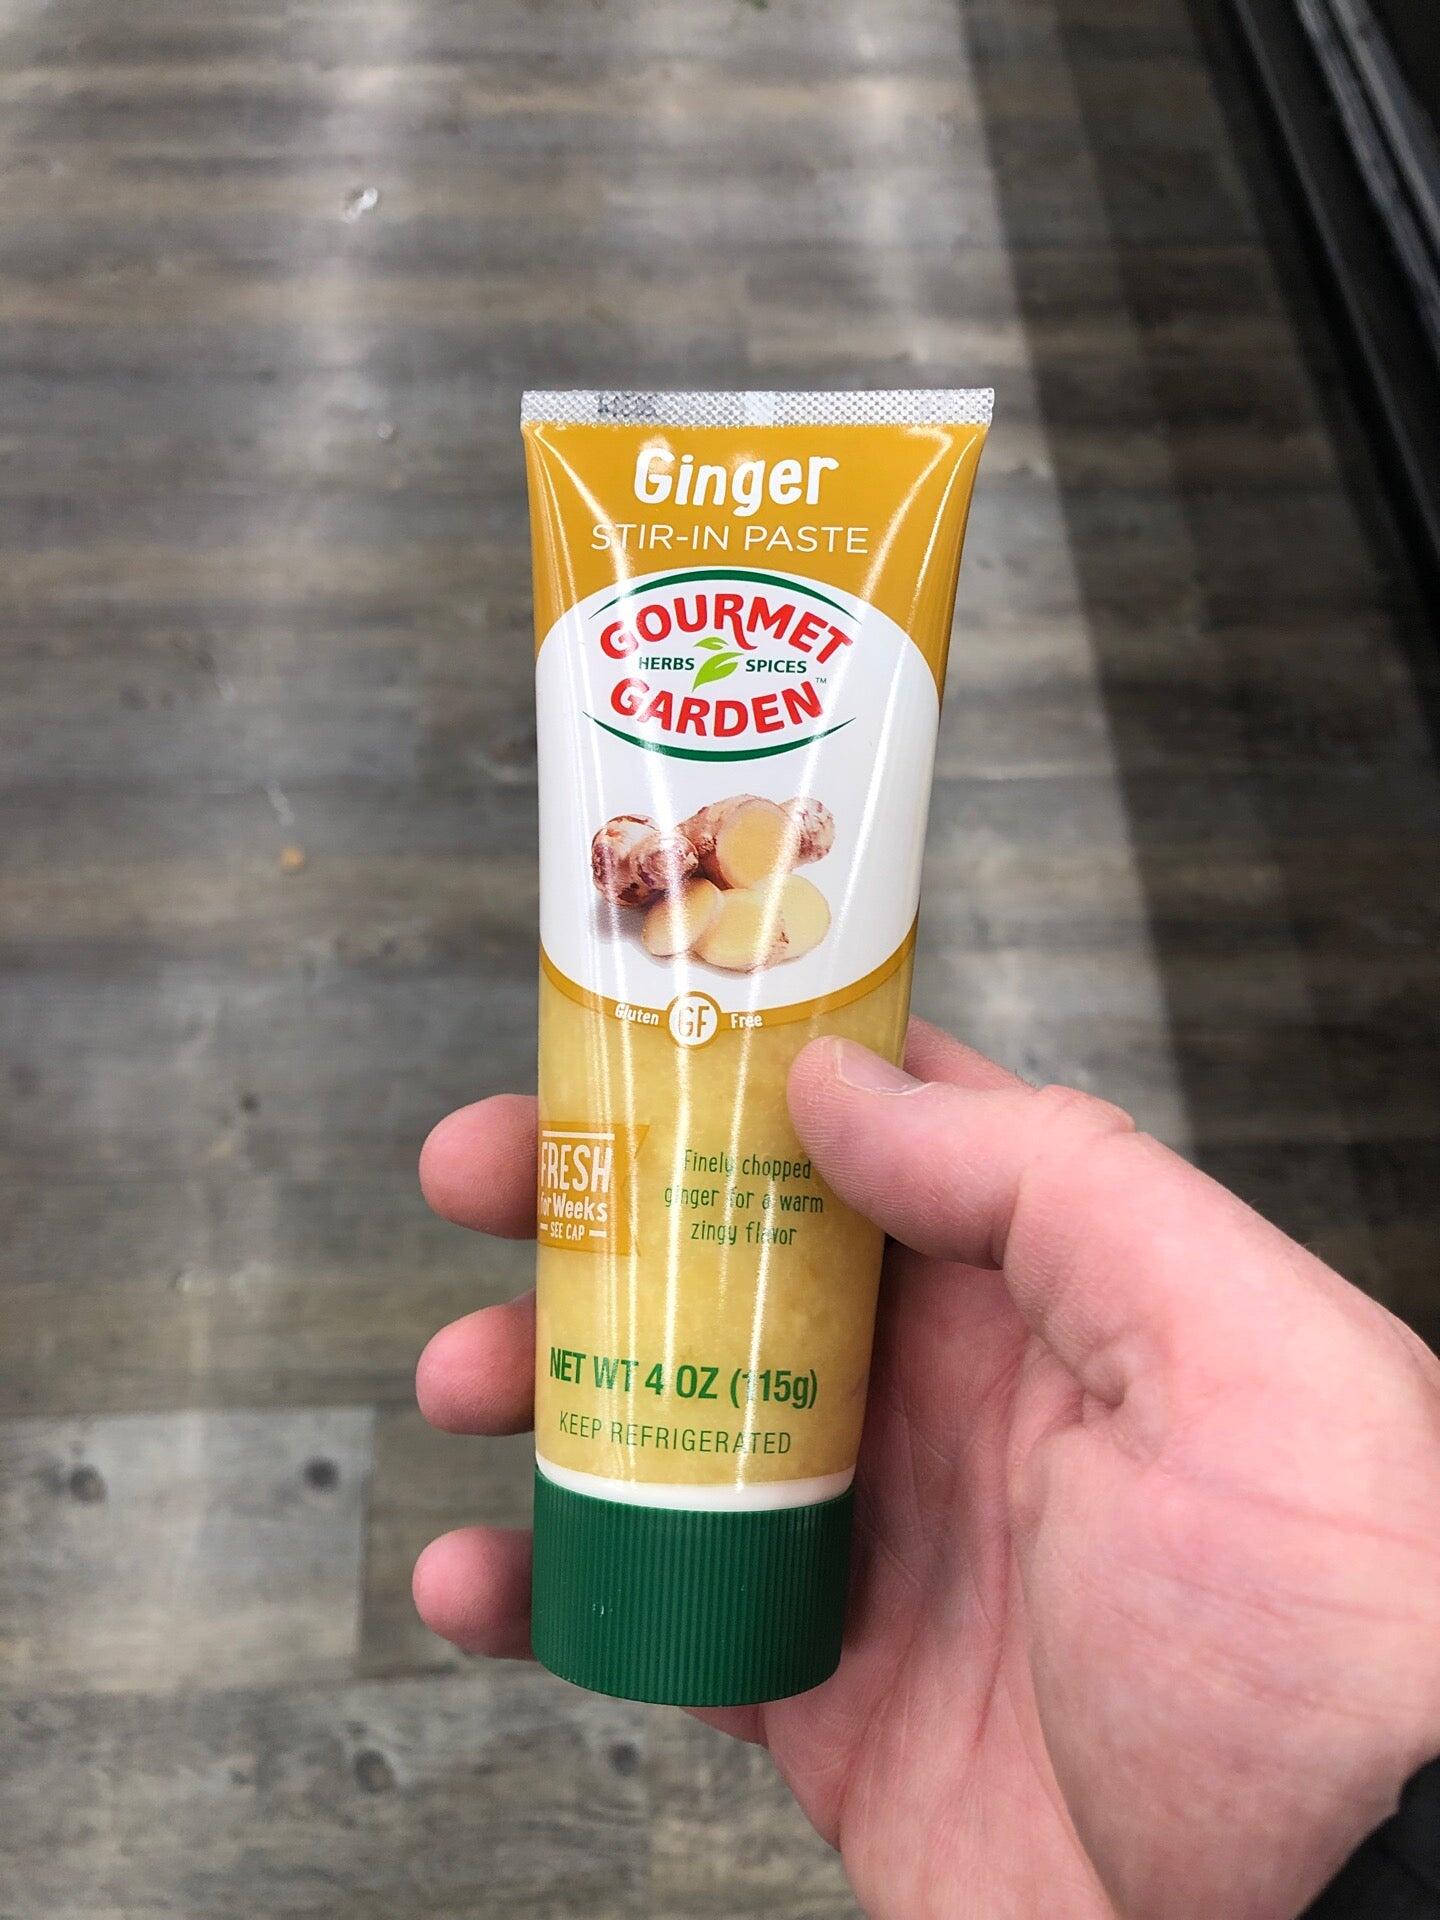 Ginger
STIR-IN PASTE
GOURMET
HERBS SPICES
GARDEN™
Gluten GF Free
FRESH
for Weeks
SEE CAP
Finely chopped
ginger for a warm
zingy flavor
NET WT 4 OZ (115g)
KEEP REFRIGERATED